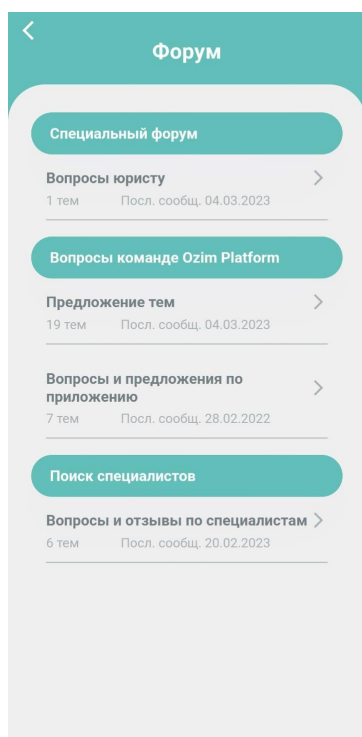 Форум
Специальный форум
Вопросы юристу
1 тем Посл. сообщ. 04.03.2023
Вопросы команде Ozim Platform
Предложение тем
19 тем Посл. сообщ. 04.03.2023
Вопросы и предложения по
приложению
7 тем Посл. сообщ. 28.02.2022
Поиск специалистов
Вопросы и отзывы по специалистам
6 тем Посл. сообщ. 20.02.2023